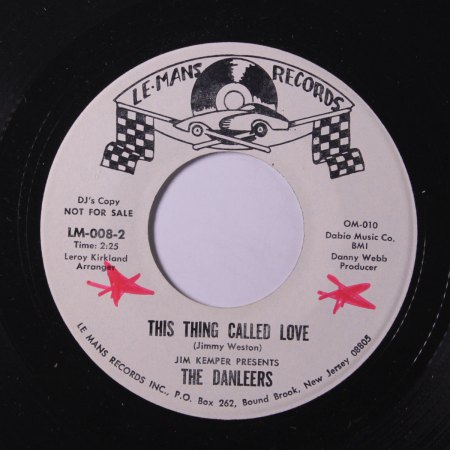 LE-MANS RECORDS
DJ's Copy
NOT FOR SALE
LM-008-2
Time: 2:25
Leroy Kirkland
Arranger
OM-010
Dabio Music Co.
BMI
Danny Webb
Producer
THIS THING CALLED LOVE
(Jimmy Weston)
JIM KEMPER PRESENTS
THE DANLEERS
LE MANS RECORDS INC., P.O. Box 262, Bound Brook, New Jersey 08805